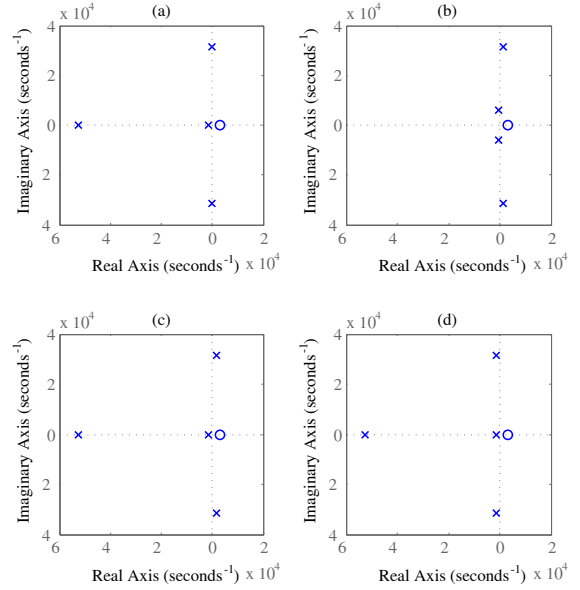 (a)
x 10^4
4
2
0
2
4
6 4 2 0 2
Imaginary Axis (seconds^-1)
Real Axis (seconds^-1) x 10^4
(b)
x 10^4
4
2
0
2
4
6 4 2 0 2
Imaginary Axis (seconds^-1)
Real Axis (seconds^-1) x 10^4
(c)
x 10^4
4
2
0
2
4
6 4 2 0 2
Imaginary Axis (seconds^-1)
Real Axis (seconds^-1) x 10^4
(d)
x 10^4
4
2
0
2
4
6 4 2 0 2
Imaginary Axis (seconds^-1)
Real Axis (seconds^-1) x 10^4